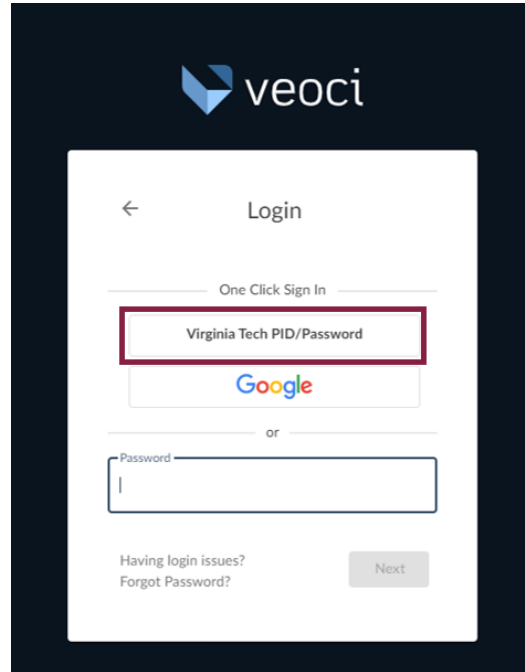 veoci
Login
One Click Sign In
Virginia Tech PID/Password
Google
or
Password
Having login issues?
Forgot Password?
Next